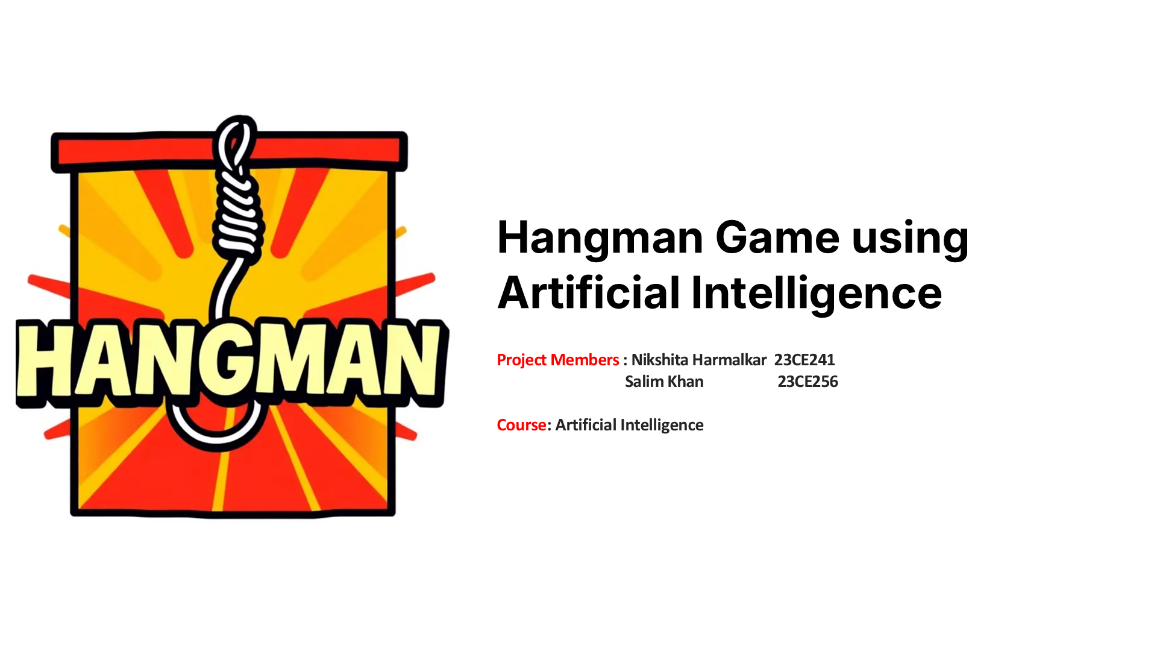 HANGMAN
Hangman Game using
Artificial Intelligence
Project Members : Nikshita Harmalkar 23CE241
Salim Khan 23CE256
Course: Artificial Intelligence